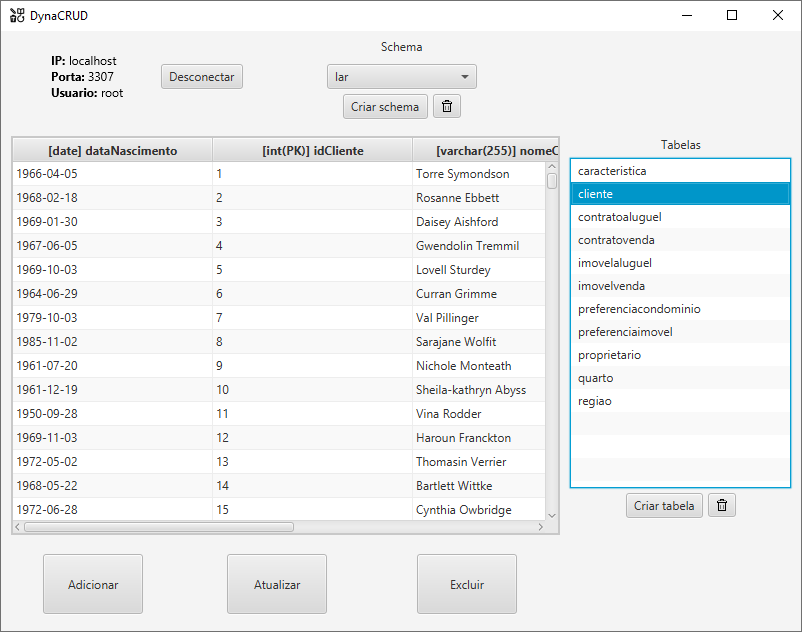 DynaCRUD
IP: localhost
Porta: 3307
Usuario: root
Desconectar
Schema
lar
Criar schema
[date] dataNascimento [int(PK)] idCliente [varchar(255)] nomeC
1966-04-05 1 Torre Symondson
1968-02-18 2 Rosanne Ebbett
1969-01-30 3 Daisey Aishford
1967-06-05 4 Gwendolin Tremmil
1969-10-03 5 Lovell Sturdey
1964-06-29 6 Curran Grimme
1979-10-03 7 Val Pillinger
1985-11-02 8 Sarajane Wolfit
1961-07-20 9 Nichole Monteath
1961-12-19 10 Sheila-kathryn Abyss
1950-09-28 11 Vina Rodder
1969-11-03 12 Haroun Franckton
1972-05-02 13 Thomasin Verrier
1968-05-22 14 Bartlett Wittke
1972-06-28 15 Cynthia Owbridge
Tabelas
caracteristica
cliente
contratoaluguel
contratovenda
imovelaluguel
imovelvenda
preferenciacondominio
preferenciaimovel
proprietario
quarto
regiao
Criar tabela
Adicionar
Atualizar
Excluir